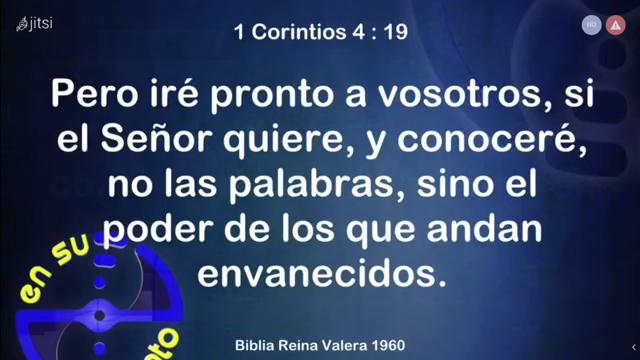 jitsi
1 Corintios 4 : 19
Pero iré pronto a vosotros, si
el Señor quiere, y conoceré,
no las palabras, sino el
poder de los que andan
envanecidos.
en su
Biblia Reina Valera 1960